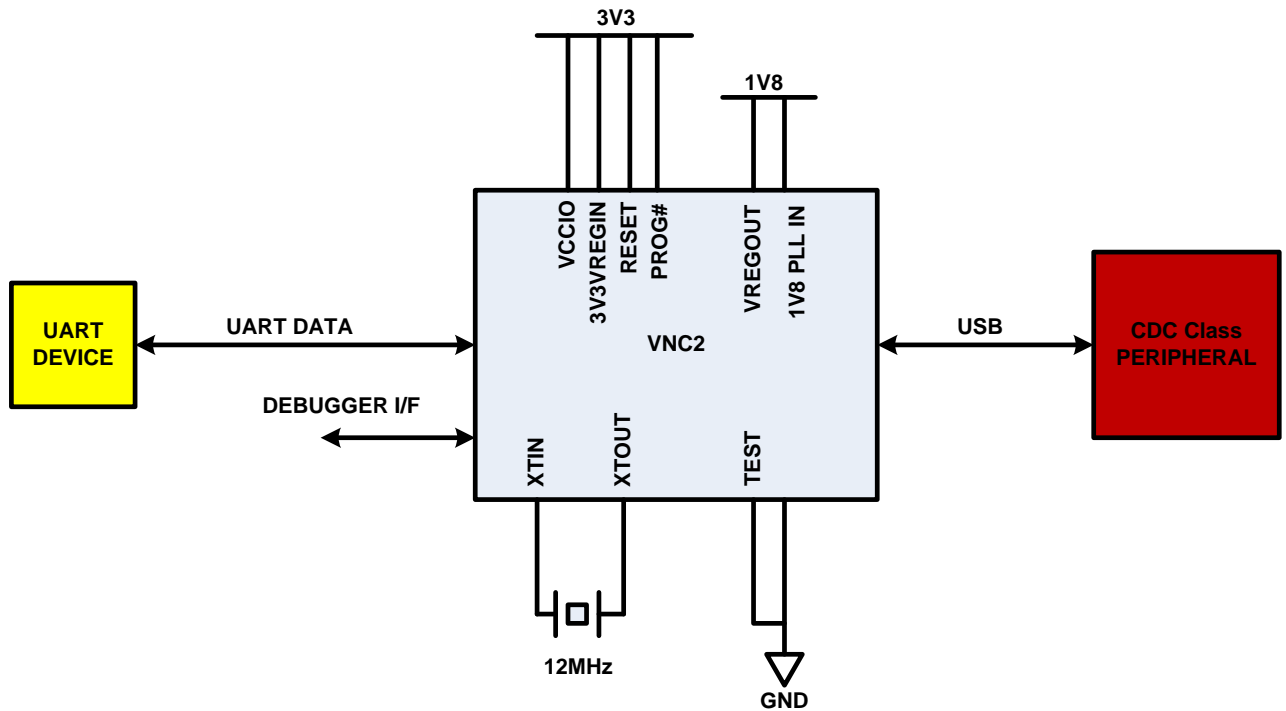 3V3
1V8
VCCIO
3V3VREGIN
RESET
PROG#
VREGOUT
1V8 PLL IN
UART
DEVICE
UART DATA
VNC2
USB
CDC Class
PERIPHERAL
DEBUGGER I/F
XTIN
XTOUT
TEST
12MHz
GND